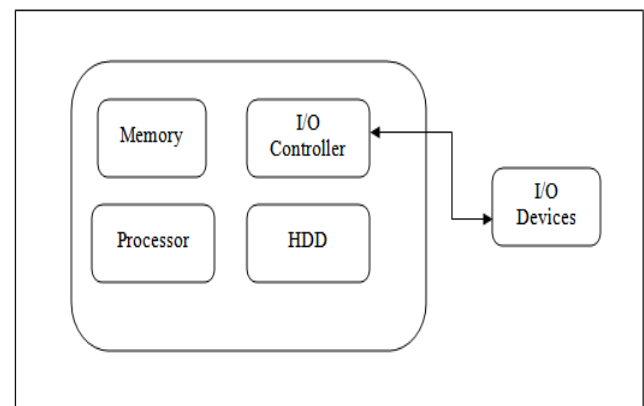 Memory
I/O
Controller
Processor
HDD
I/O
Devices